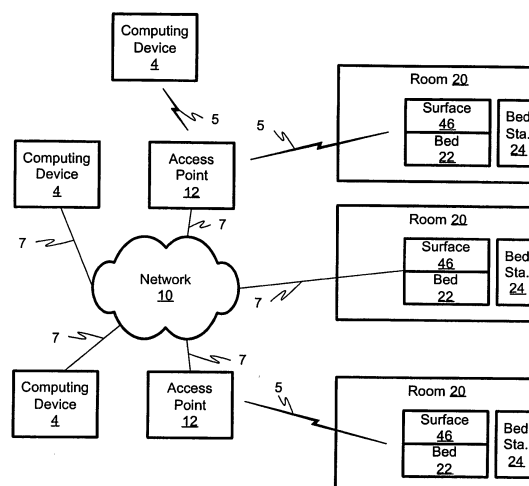 Computing
Device
4
5
Room 20
Surface
46
Bed
22
Bed
Sta.
24
5
Computing
Device
4
Access
Point
12
7
7
Room 20
Surface
46
Bed
22
Bed
Sta.
24
Network
10
7
7
7
Computing
Device
4
Access
Point
12
5
Room 20
Surface
46
Bed
22
Bed
Sta.
24